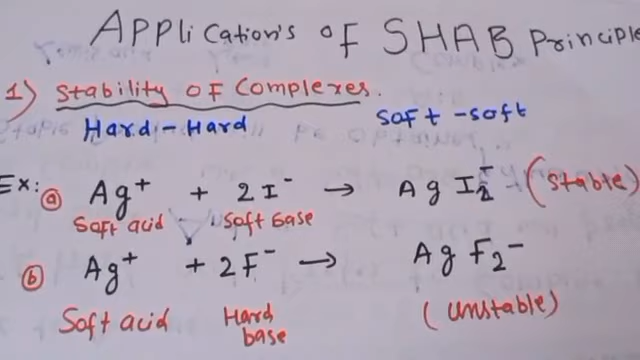 Applications of SHAB Principle
1) Stability of Complexes.
Hard-Hard soft-soft
Ex: a) Ag⁺ + 2I⁻ → AgI₂⁻ (Stable)
Soft acid Soft base
b) Ag⁺ + 2F⁻ → AgF₂⁻
Soft acid Hard base (unstable)